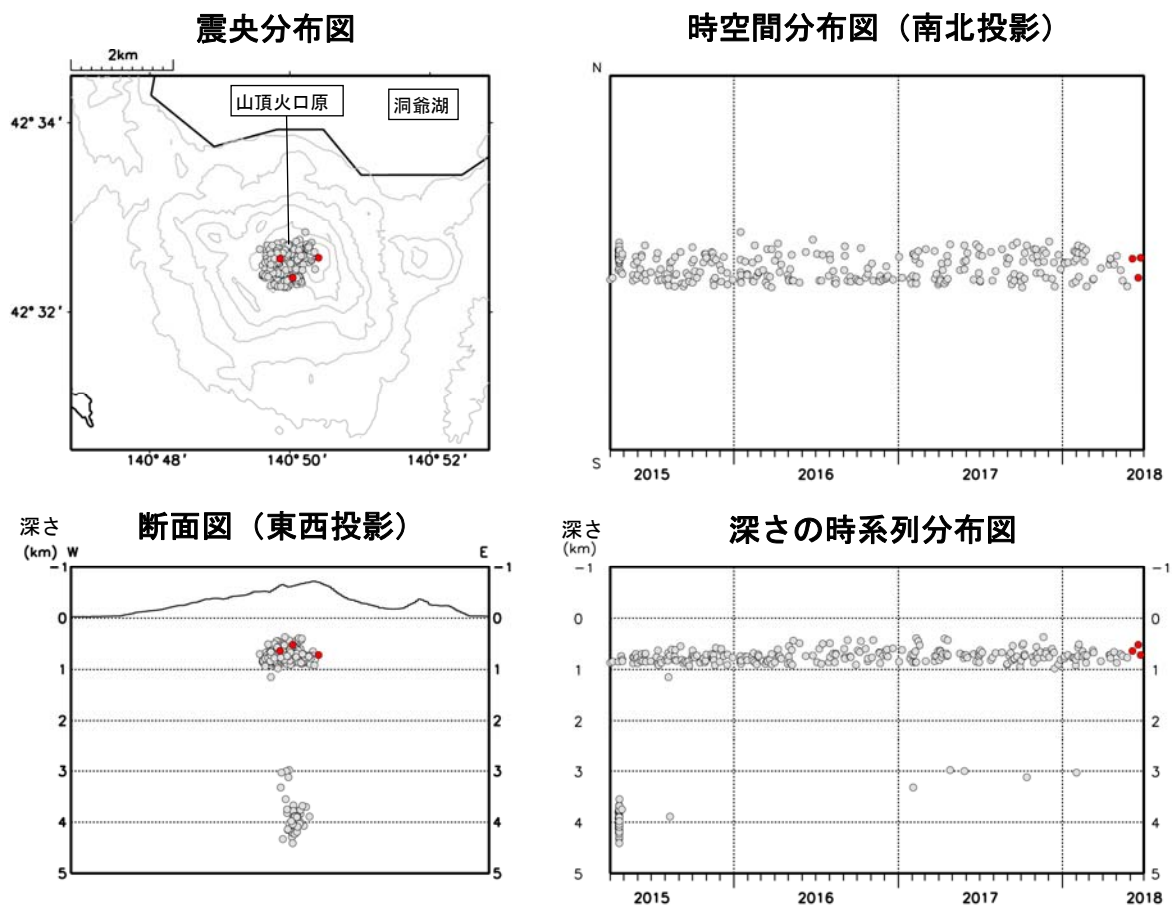 震央分布図
2km
山頂火口原
洞爺湖
42°34′
42°32′
140°48′
140°50′
140°52′
時空間分布図（南北投影）
N
S
2015
2016
2017
2018
断面図（東西投影）
深さ
(km)
W
E
-1
0
1
2
3
4
5
-1
0
1
2
3
4
5
深さの時系列分布図
深さ
(km)
-1
0
1
2
3
4
5
-1
0
1
2
3
4
5
2015
2016
2017
2018